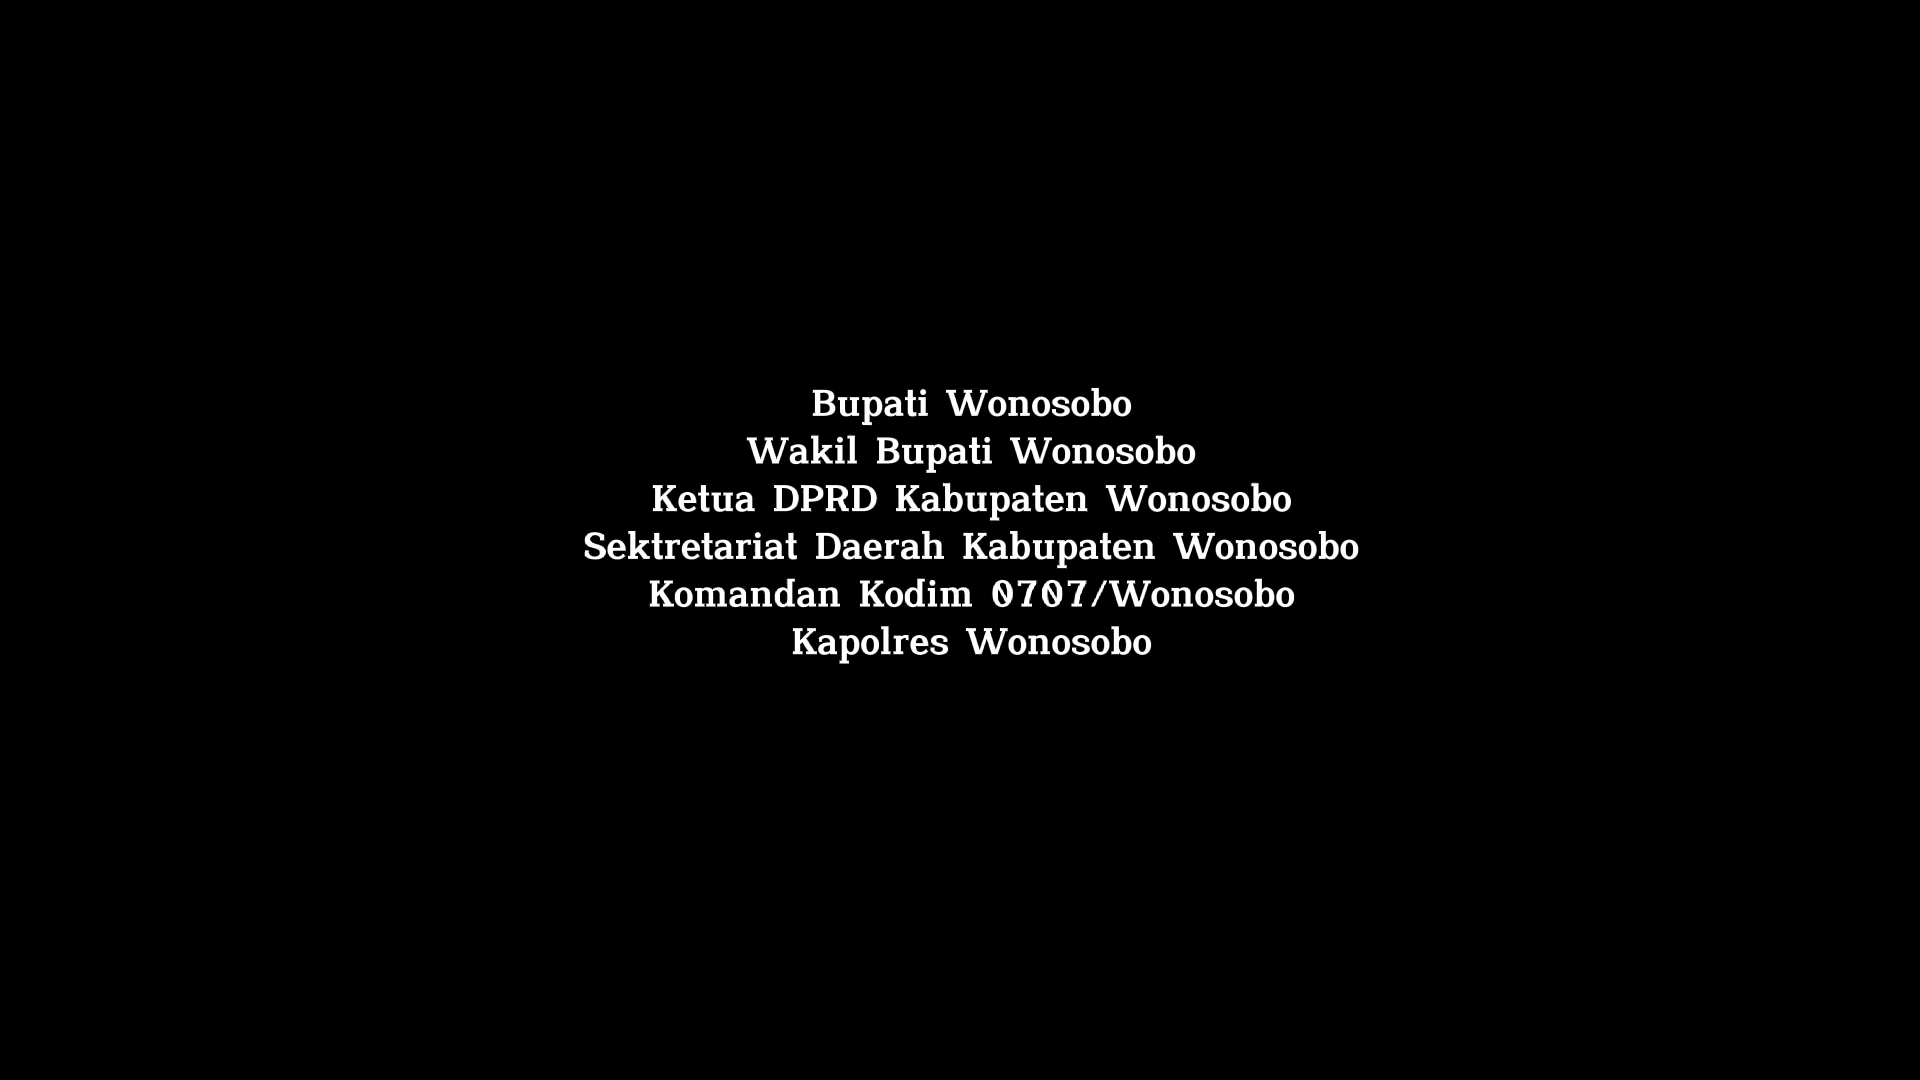 Bupati Wonosobo
Wakil Bupati Wonosobo
Ketua DPRD Kabupaten Wonosobo
Sektretariat Daerah Kabupaten Wonosobo
Komandan Kodim 0707/Wonosobo
Kapolres Wonosobo